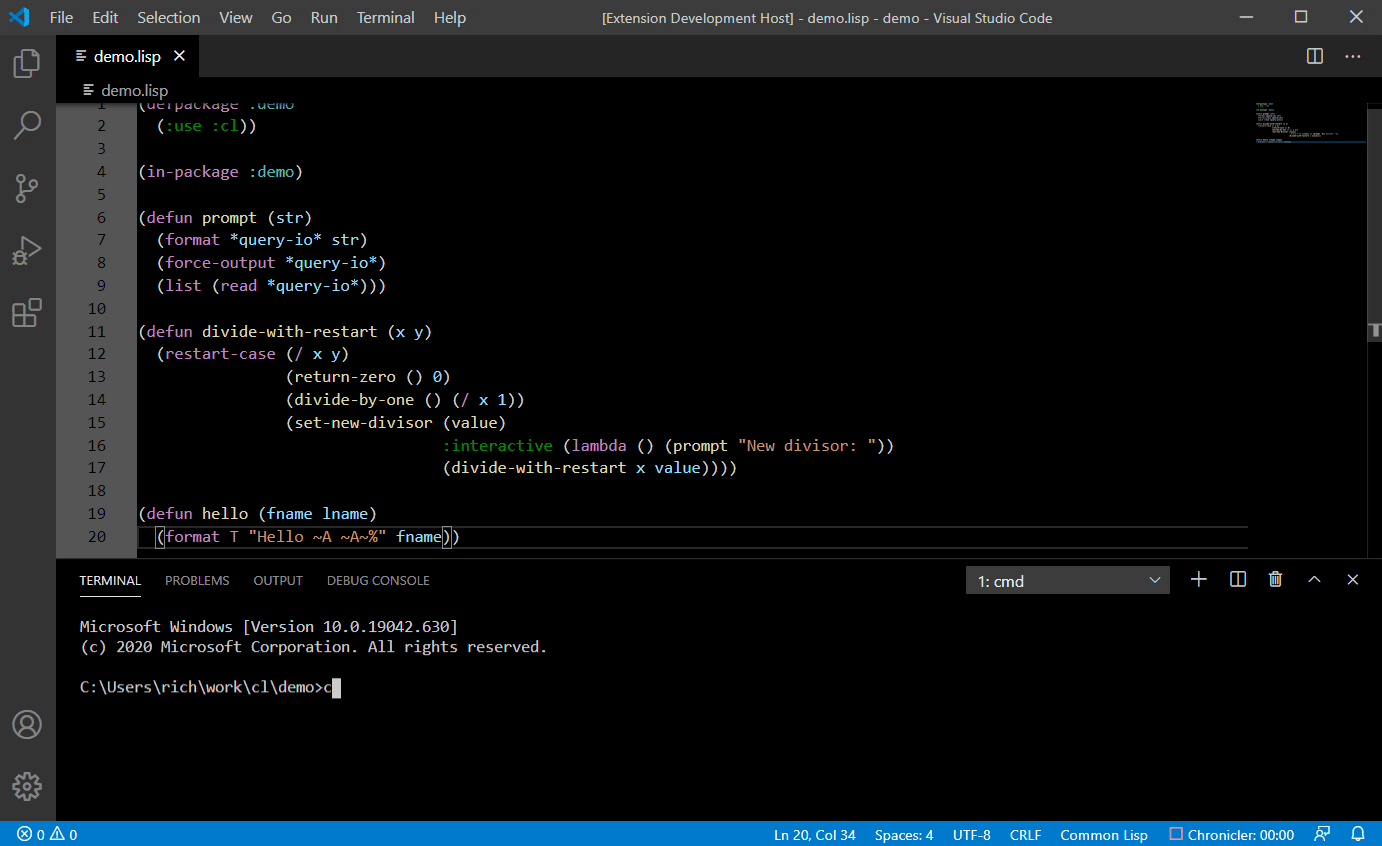 File Edit Selection View Go Run Terminal Help [Extension Development Host] - demo.lisp - demo - Visual Studio Code
demo.lisp
demo.lisp
1 (defpackage :demo
2 (:use :cl))
3
4 (in-package :demo)
5
6 (defun prompt (str)
7 (format *query-io* str)
8 (force-output *query-io*)
9 (list (read *query-io*)))
10
11 (defun divide-with-restart (x y)
12 (restart-case (/ x y)
13 (return-zero () 0)
14 (divide-by-one () (/ x 1))
15 (set-new-divisor (value)
16 :interactive (lambda () (prompt "New divisor: "))
17 (divide-with-restart x value))))
18
19 (defun hello (fname lname)
20 (format T "Hello ~A ~A~%" fname))
TERMINAL PROBLEMS OUTPUT DEBUG CONSOLE 1: cmd
Microsoft Windows [Version 10.0.19042.630]
(c) 2020 Microsoft Corporation. All rights reserved.
C:\Users\rich\work\cl\demo>c
0 0 Ln 20, Col 34 Spaces: 4 UTF-8 CRLF Common Lisp Chronicler: 00:00